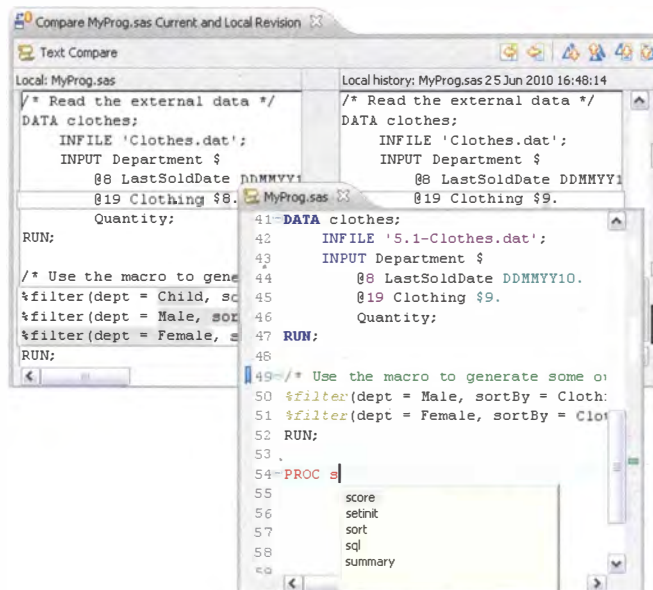 Compare MyProg.sas Current and Local Revision
Text Compare
Local: MyProg.sas
Local history: MyProg.sas 25 Jun 2010 16:48:14
/* Read the external data */
DATA clothes;
INFILE 'Clothes.dat';
INPUT Department $
@8 LastSoldDate DDMMYY1
@19 Clothing $8.
Quantity;
RUN;
/* Use the macro to gene
%filter(dept = Child, so
%filter(dept = Male, sor
%filter(dept = Female, s
RUN;
/* Read the external data */
DATA clothes;
INFILE 'Clothes.dat';
INPUT Department $
@8 LastSoldDate DDMMYY1
@19 Clothing $9.
MyProg.sas
41 DATA clothes;
42 INFILE '5.1-Clothes.dat';
43 INPUT Department $
44 @8 LastSoldDate DDMMYY10.
45 @19 Clothing $9.
46 Quantity;
47 RUN;
48
49 /* Use the macro to generate some ou
50 %filter(dept = Male, sortBy = Clothi
51 %filter(dept = Female, sortBy = Clot
52 RUN;
53
54 PROC s
55
56
57
58
score
setinit
sort
sql
summary